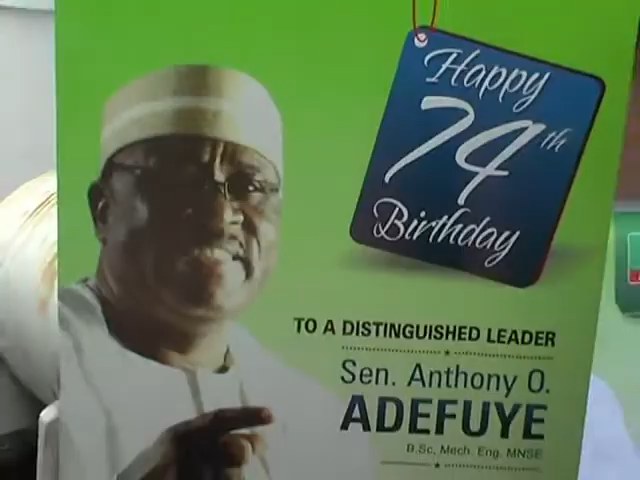 Happy
74th
Birthday
TO A DISTINGUISHED LEADER
Sen. Anthony O.
ADEFUYE
B.Sc, Mech. Eng. MNSE